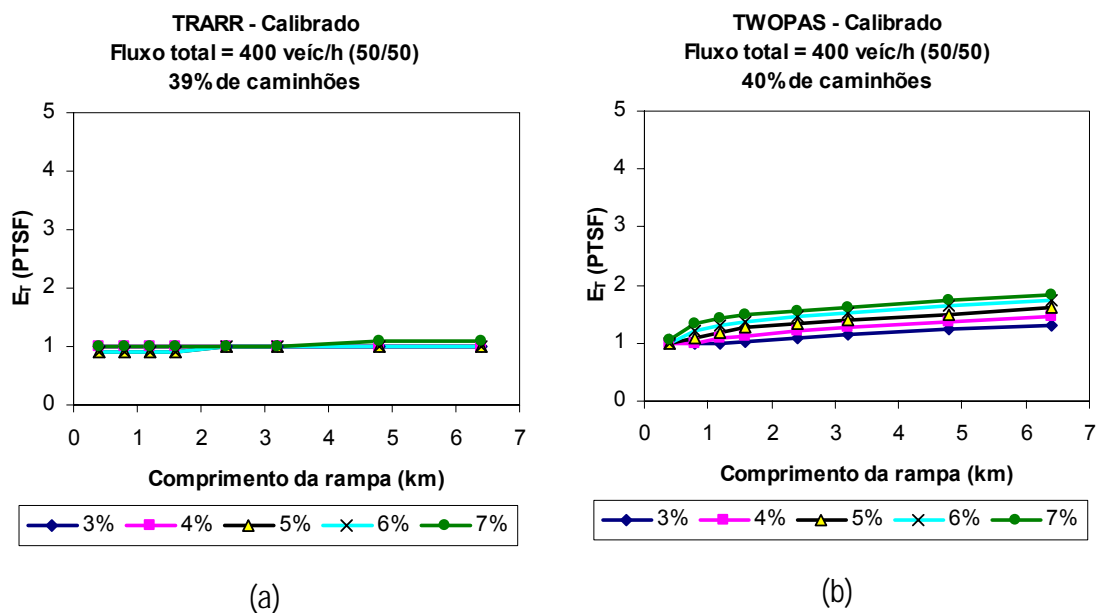 TRARR - Calibrado
Fluxo total = 400 veíc/h (50/50)
39% de caminhões
5
4
3
2
1
0
E_T (PTSF)
0 1 2 3 4 5 6 7
Comprimento da rampa (km)
3% 4% 5% 6% 7%
(a)
TWOPAS - Calibrado
Fluxo total = 400 veíc/h (50/50)
40% de caminhões
5
4
3
2
1
0
E_T (PTSF)
0 1 2 3 4 5 6 7
Comprimento da rampa (km)
3% 4% 5% 6% 7%
(b)